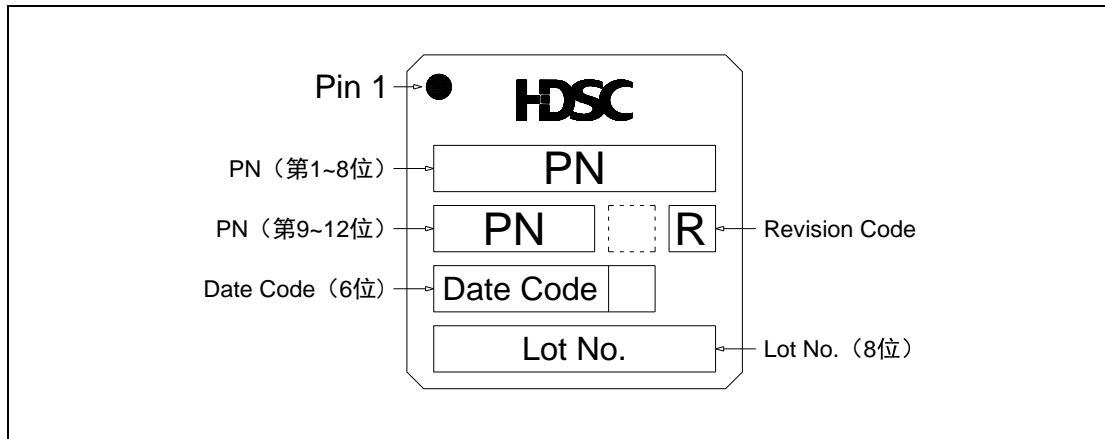 Pin 1
HDSC
PN（第1~8位）
PN
PN（第9~12位）
PN
R
Revision Code
Date Code（6位）
Date Code
Lot No.
Lot No.（8位）